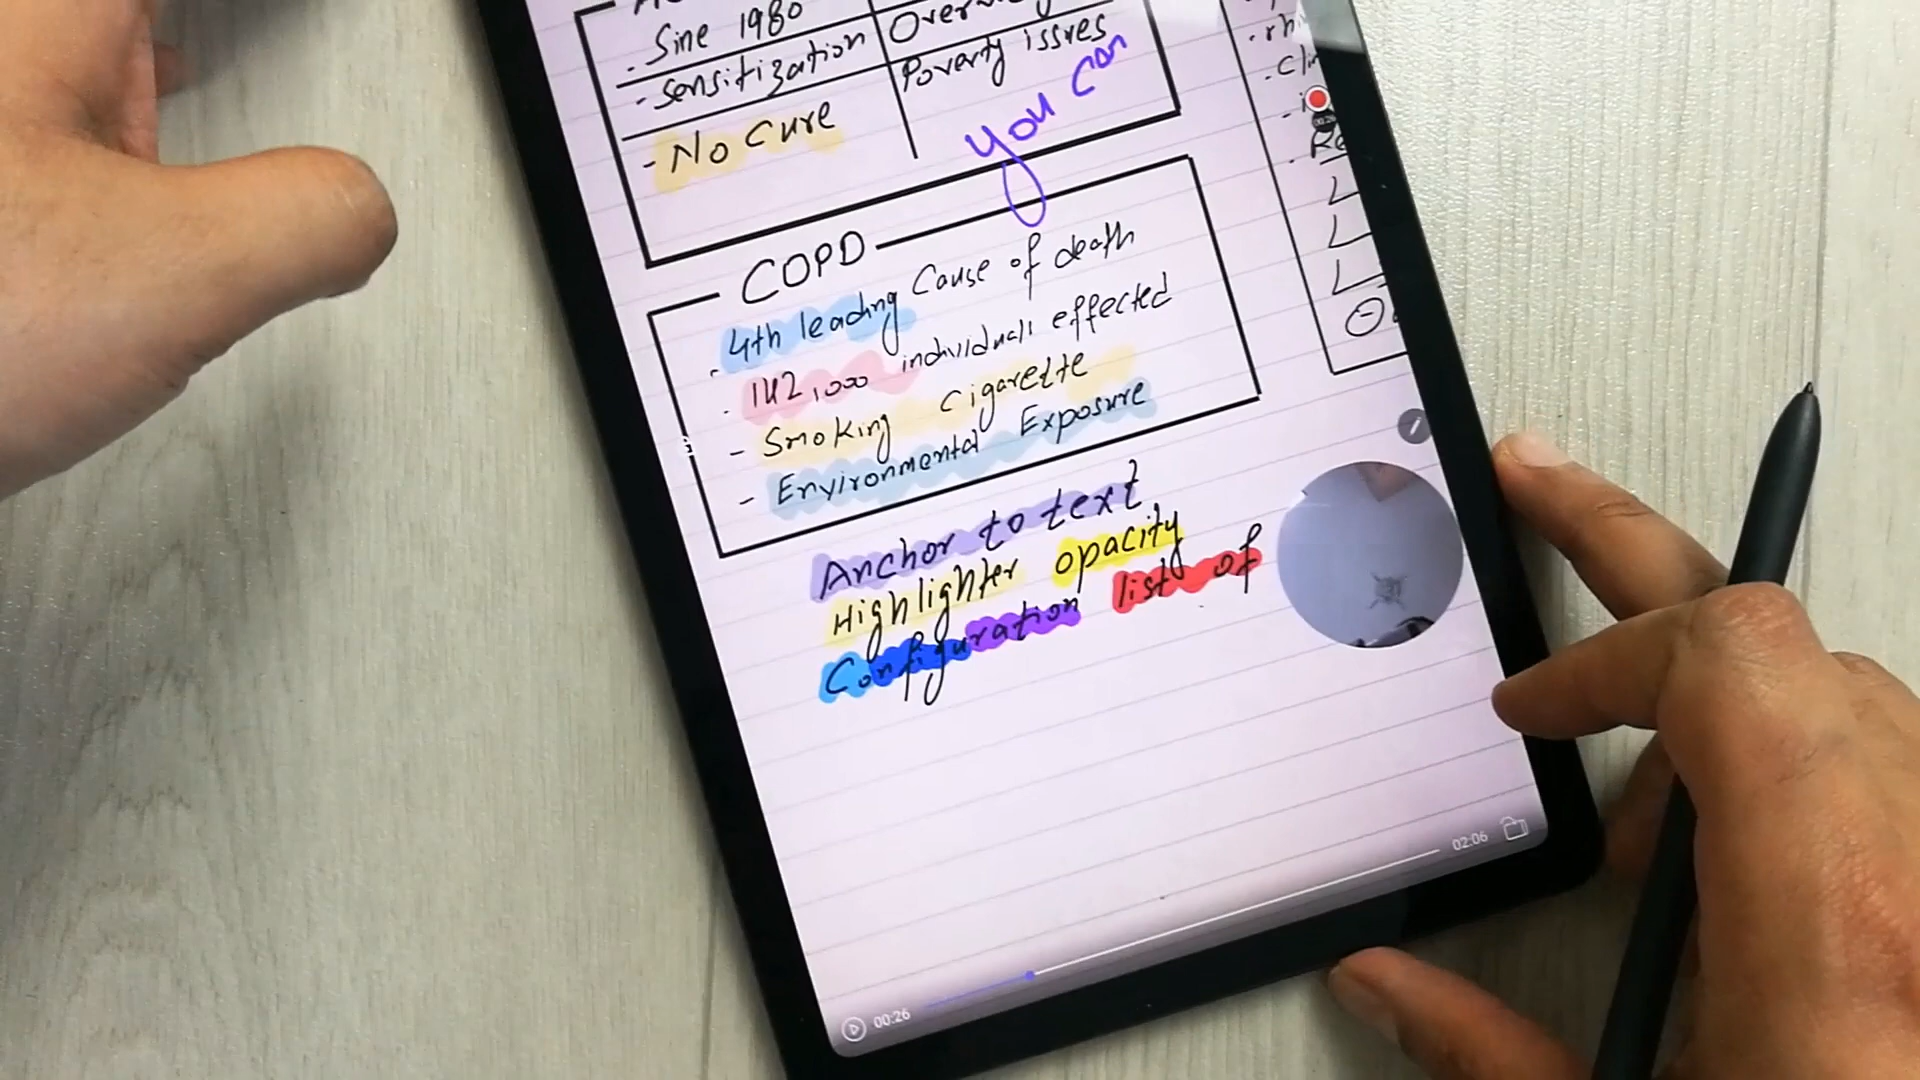 . Sine 1980
- Sensitization
Poverty issues
- No Cure
you can
COPD
. 4th leading Cause of death
. 142,000 individuals effected
- Smoking cigarette
- Environmental Exposure
Anchor to text
Highlighter opacity
Configuration list of
00:26
02:06